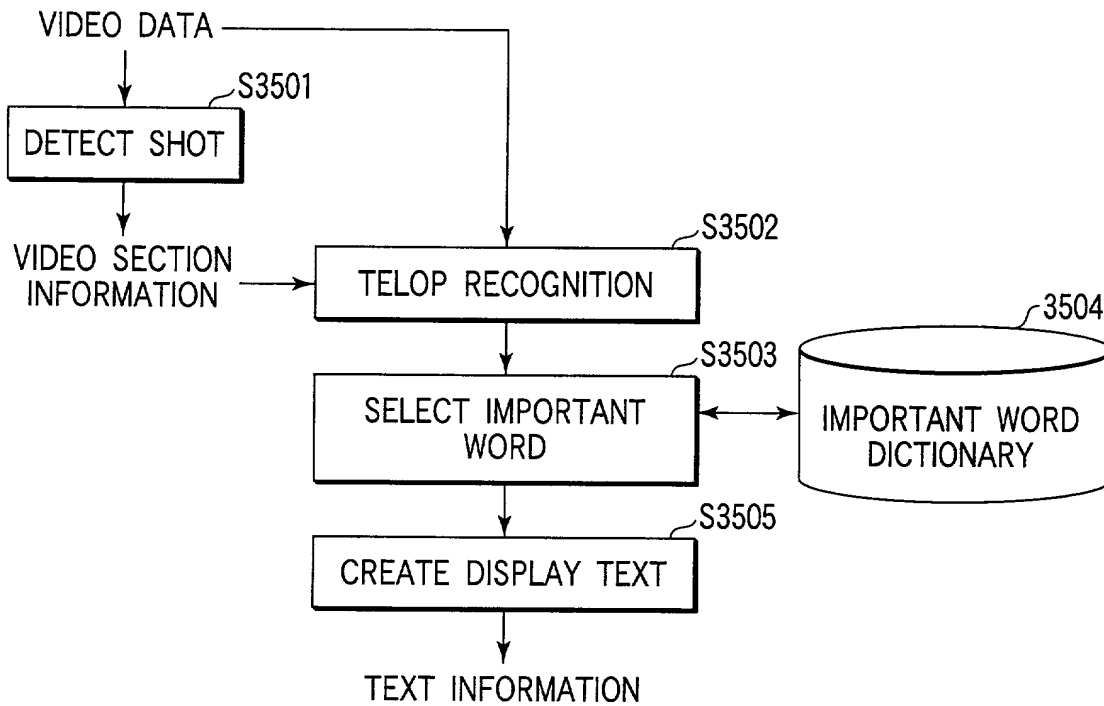 VIDEO DATA
S3501
DETECT SHOT
VIDEO SECTION
INFORMATION
S3502
TELOP RECOGNITION
3504
S3503
SELECT IMPORTANT
WORD
IMPORTANT WORD
DICTIONARY
S3505
CREATE DISPLAY TEXT
TEXT INFORMATION